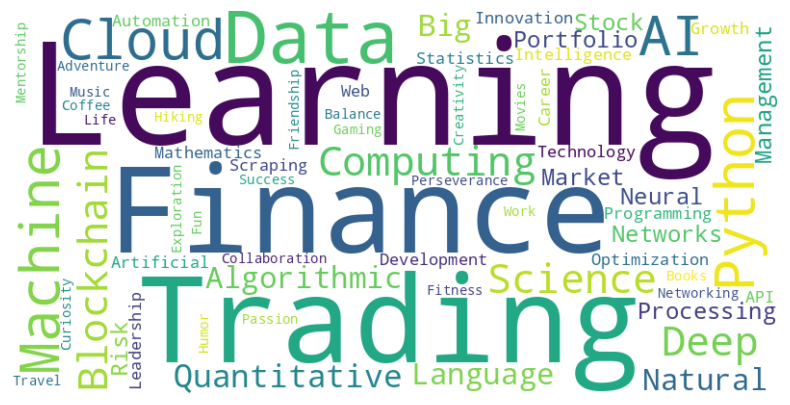 Mentorship
Automation
Cloud
Data
Big
Innovation
Stock
Portfolio
AI
Growth
Adventure
Statistics
Intelligence
Management
Learning
Music
Coffee
Life
Hiking
Friendship
Web
Balance
Gaming
Creativity
Movies
Career
Mathematics
Scraping
Success
Computing
Perseverance
Technology
Market
Neural
Python
Machine
Blockchain
Exploration
Fun
Finance
Work
Programming
Networks
Artificial
Collaboration
Development
Optimization
Algorithmic
Science
Books
Curiosity
Risk
Leadership
Trading
Fitness
Networking
API
Processing
Humor
Passion
Deep
Travel
Quantitative
Language
Natural